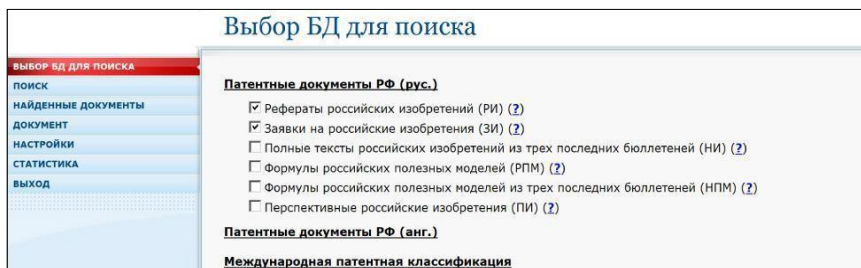 Выбор БД для поиска
ВЫБОР БД ДЛЯ ПОИСКА
ПОИСК
НАЙДЕННЫЕ ДОКУМЕНТЫ
ДОКУМЕНТ
НАСТРОЙКИ
СТАТИСТИКА
ВЫХОД
Патентные документы РФ (рус.)
Рефераты российских изобретений (РИ) (?)
Заявки на российские изобретения (ЗИ) (?)
Полные тексты российских изобретений из трех последних бюллетеней (НИ) (?)
Формулы российских полезных моделей (РПМ) (?)
Формулы российских полезных моделей из трех последних бюллетеней (НПМ) (?)
Перспективные российские изобретения (ПИ) (?)
Патентные документы РФ (анг.)
Международная патентная классификация